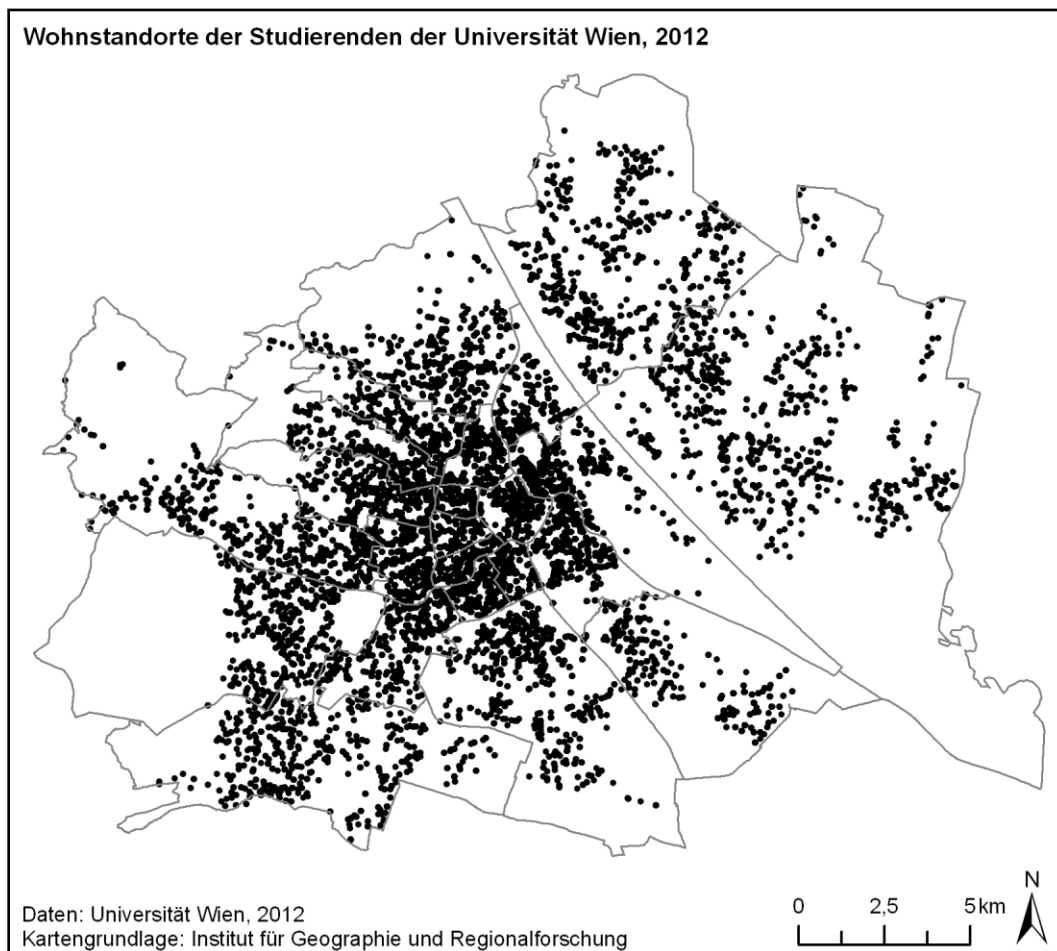 Wohnstandorte der Studierenden der Universität Wien, 2012
Daten: Universität Wien, 2012
Kartengrundlage: Institut für Geographie und Regionalforschung
N
0 2,5 5 km